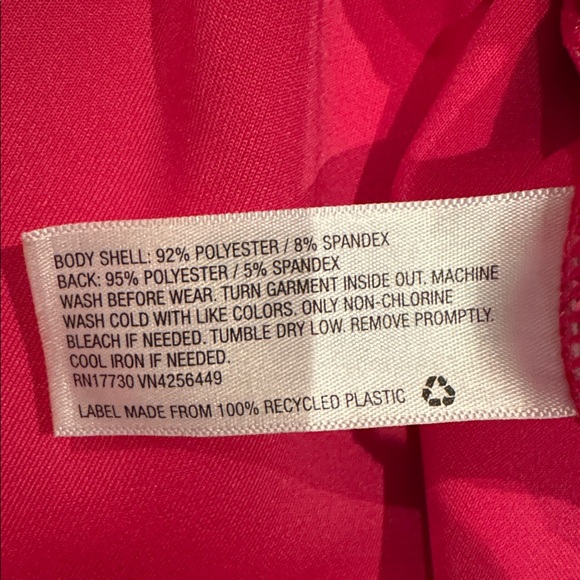 BODY SHELL: 92% POLYESTER / 8% SPANDEX
BACK: 95% POLYESTER / 5% SPANDEX
WASH BEFORE WEAR. TURN GARMENT INSIDE OUT. MACHINE
WASH COLD WITH LIKE COLORS. ONLY NON-CHLORINE
BLEACH IF NEEDED. TUMBLE DRY LOW. REMOVE PROMPTLY.
COOL IRON IF NEEDED.
RN17730 VN4256449
LABEL MADE FROM 100% RECYCLED PLASTIC